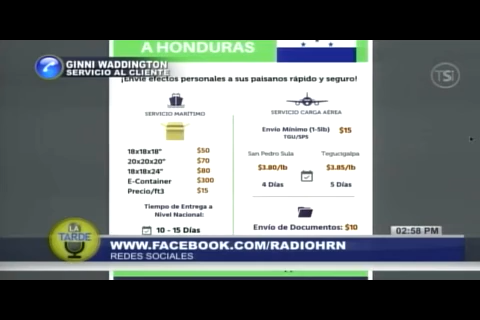 GINNI WADDINGTON
SERVICIO AL CLIENTE
A HONDURAS
TSi
¡Envie efectos personales a sus paisanos rápido y seguro!
SERVICIO MARÍTIMO
18x18x18" $50
20x20x20" $70
18x18x24" $80
E-Container $300
Precio/ft3 $15
Tiempo de Entrega a
Nivel Nacional:
10 - 15 Días
SERVICIO CARGA AÉREA
Envío Mínimo (1-5lb) $15
TGU/SPS
San Pedro Sula Tegucigalpa
$3.80/lb $3.85/lb
4 Días 5 Días
Envío de Documentos: $10
LA TARDE
WWW.FACEBOOK.COM/RADIOHRN
REDES SOCIALES
02:58 PM